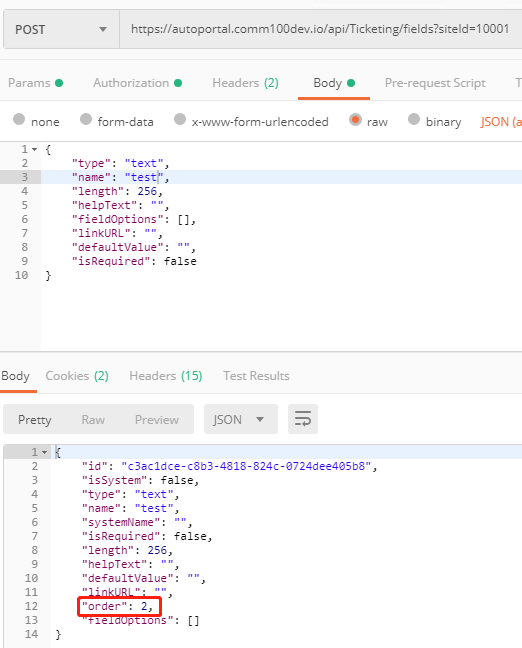 POST https://autoportal.comm100dev.io/api/Ticketing/fields?siteId=10001
Params Authorization Headers (2) Body Pre-request Script T
none form-data x-www-form-urlencoded raw binary JSON (a
1 {
2 "type": "text",
3 "name": "test",
4 "length": 256,
5 "helpText": "",
6 "fieldOptions": [],
7 "linkURL": "",
8 "defaultValue": "",
9 "isRequired": false
10 }
Body Cookies (2) Headers (15) Test Results
Pretty Raw Preview JSON
1 {
2 "id": "c3ac1dce-c8b3-4818-824c-0724dee405b8",
3 "isSystem": false,
4 "type": "text",
5 "name": "test",
6 "systemName": "",
7 "isRequired": false,
8 "length": 256,
9 "helpText": "",
10 "defaultValue": "",
11 "linkURL": "",
12 "order": 2,
13 "fieldOptions": []
14 }